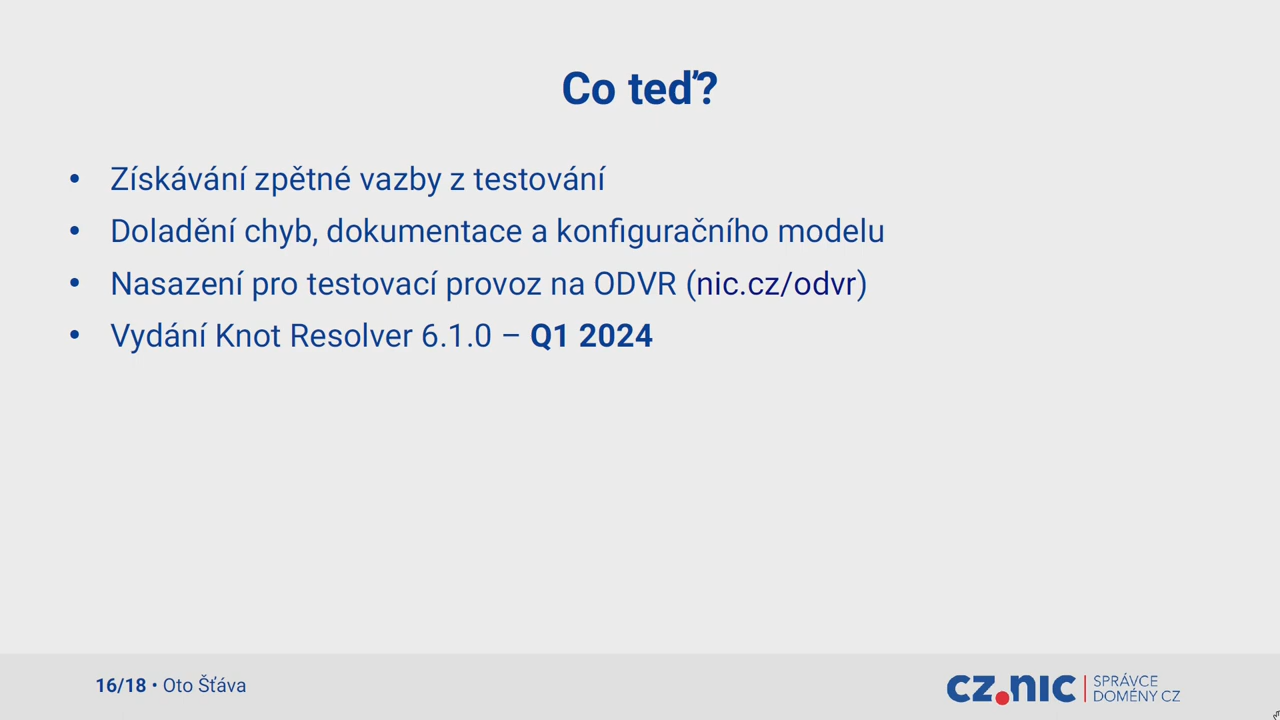 Co teď?
• Získávání zpětné vazby z testování
• Doladění chyb, dokumentace a konfiguračního modelu
• Nasazení pro testovací provoz na ODVR (nic.cz/odvr)
• Vydání Knot Resolver 6.1.0 – Q1 2024
16/18 • Oto Šťáva
cz.nic
SPRÁVCE
DOMÉNY CZ